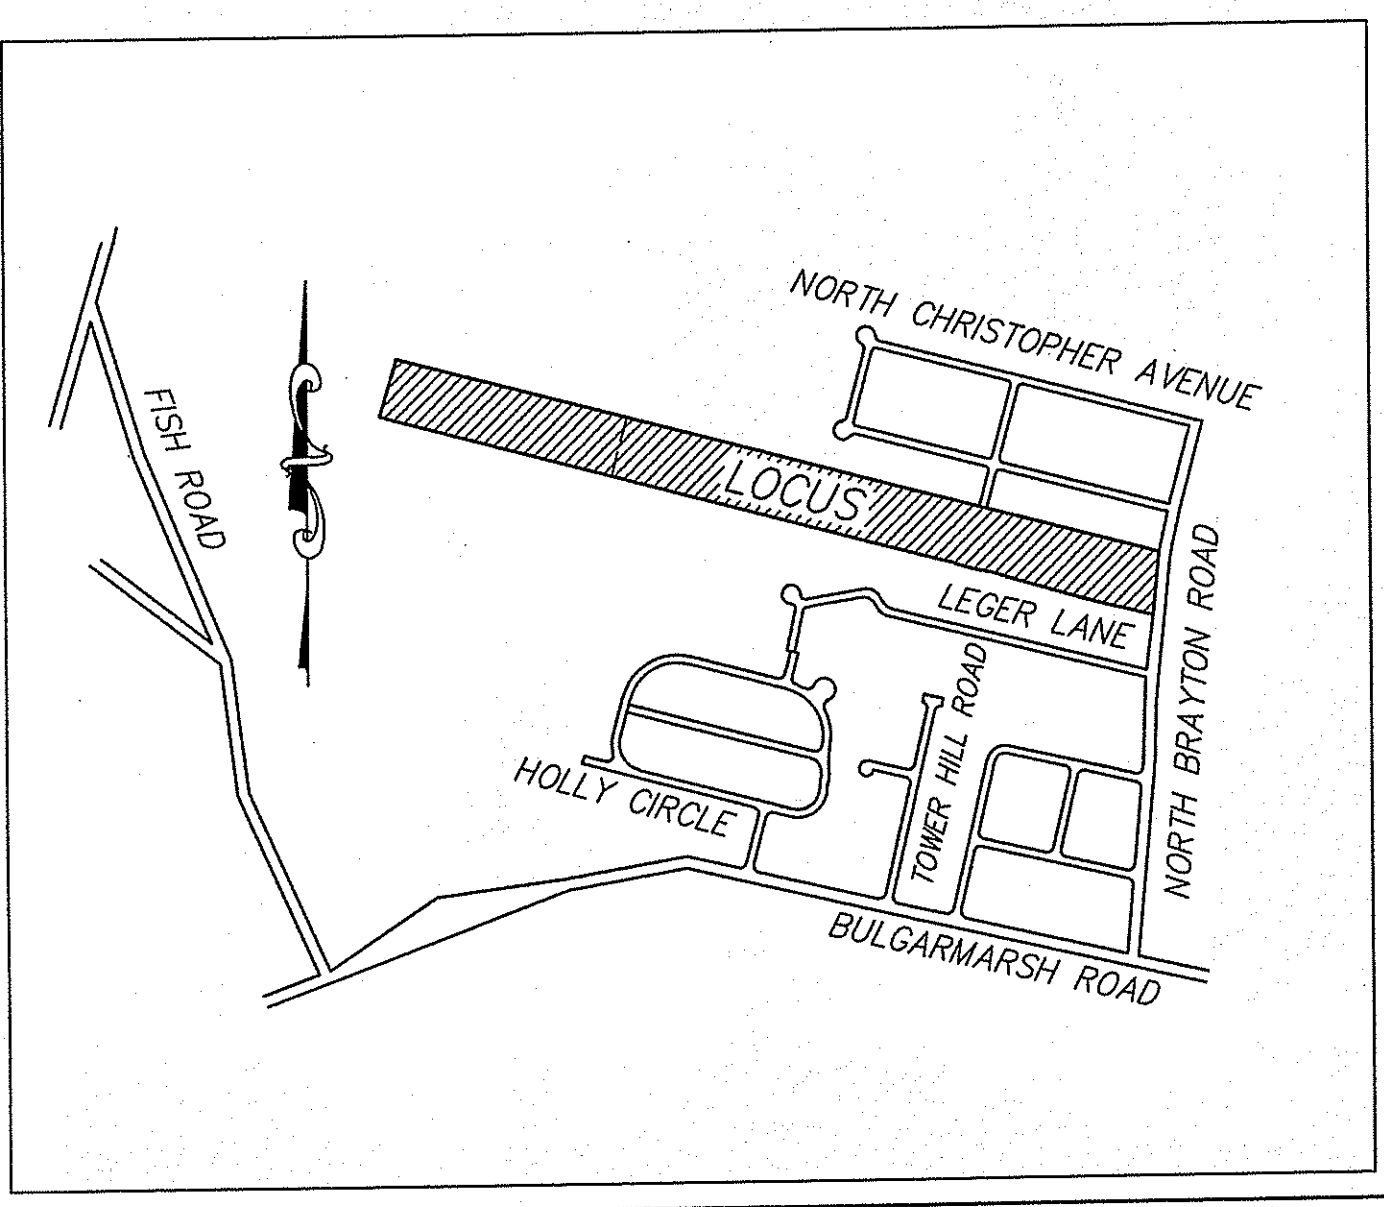 NORTH CHRISTOPHER AVENUE
FISH ROAD
LOCUS
LEGER LANE
NORTH BRAYTON ROAD
TOWER HILL ROAD
HOLLY CIRCLE
BULGARMARSH ROAD